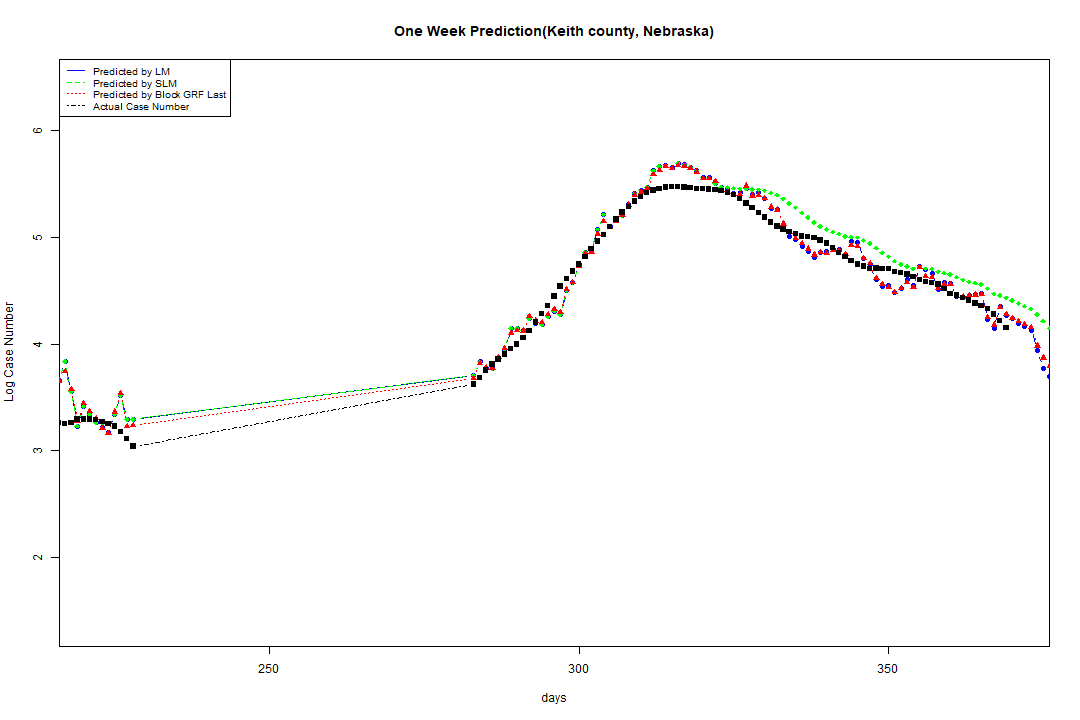 One Week Prediction(Keith county, Nebraska)
Predicted by LM
Predicted by SLM
Predicted by Block GRF Last
Actual Case Number
6
5
4
3
2
Log Case Number
250 300 350
days